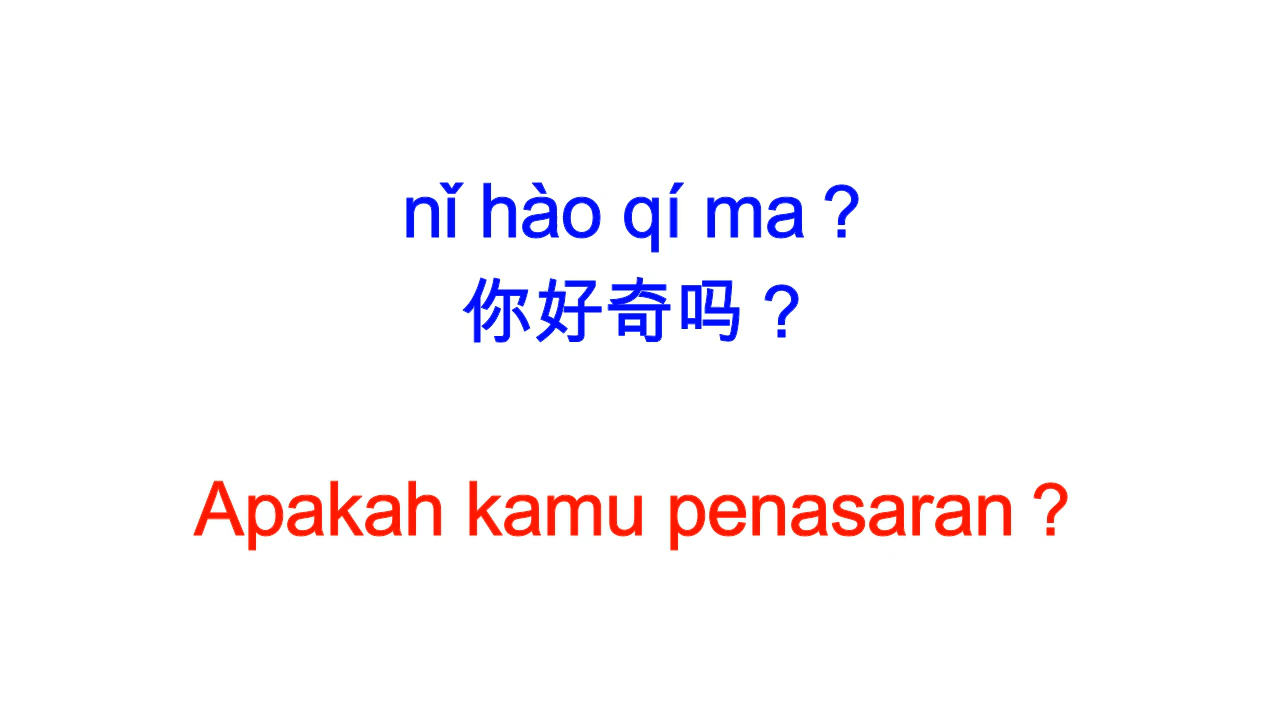 nǐ hào qí ma？
你好奇吗？
Apakah kamu penasaran？